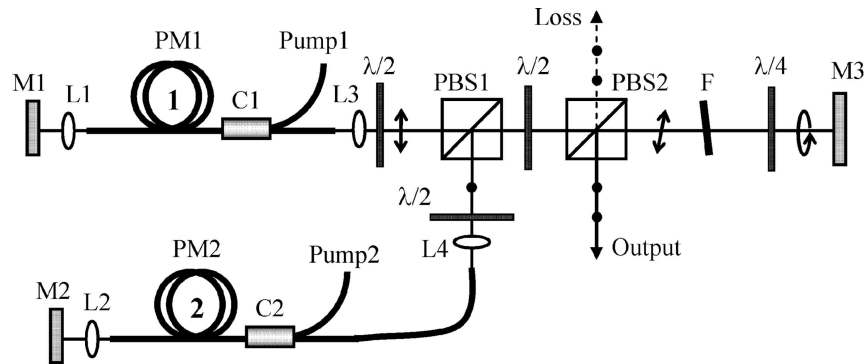 Loss
PM1
Pump1
λ/2
PBS1
λ/2
PBS2
F
λ/4
M3
M1
L1
1
C1
L3
λ/2
L4
Output
PM2
Pump2
M2
L2
2
C2